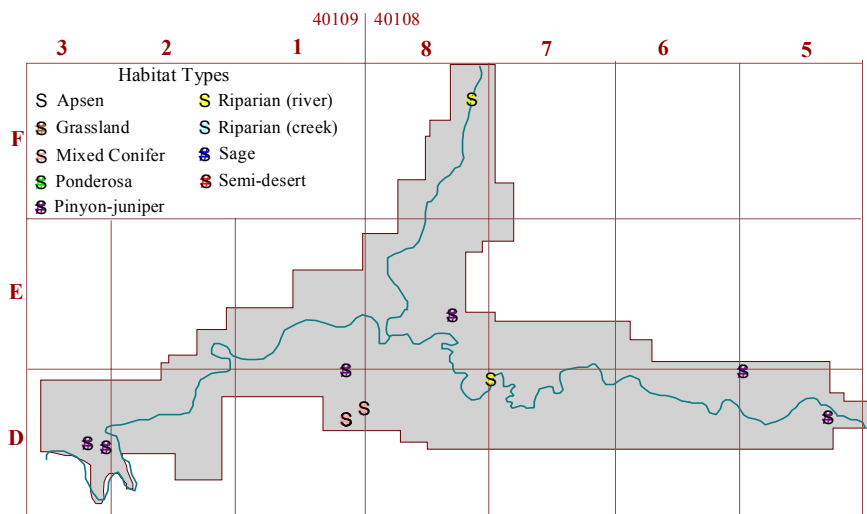 40109 40108
3 2 1 8 7 6 5
Habitat Types
S Apsen S Riparian (river)
S Grassland S Riparian (creek)
S Mixed Conifer S Sage
S Ponderosa S Semi-desert
S Pinyon-juniper
F
S
E
S
S S S
S S
D S S S
S